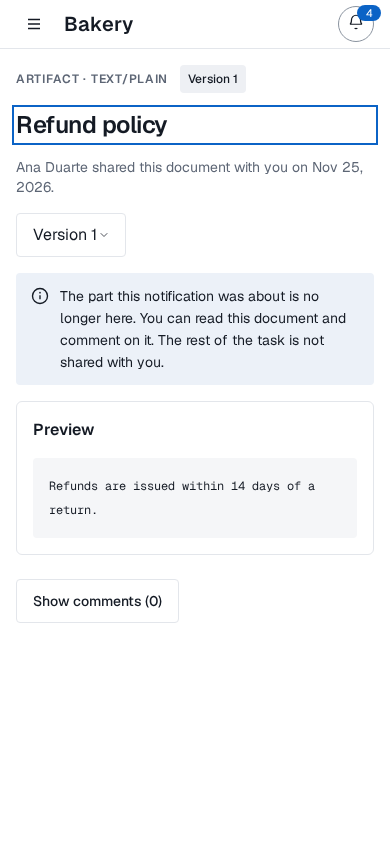 Bakery
4
ARTIFACT · TEXT/PLAIN Version 1
Refund policy
Ana Duarte shared this document with you on Nov 25,
2026.
Version 1
The part this notification was about is no
longer here. You can read this document and
comment on it. The rest of the task is not
shared with you.
Preview
Refunds are issued within 14 days of a
return.
Show comments (0)